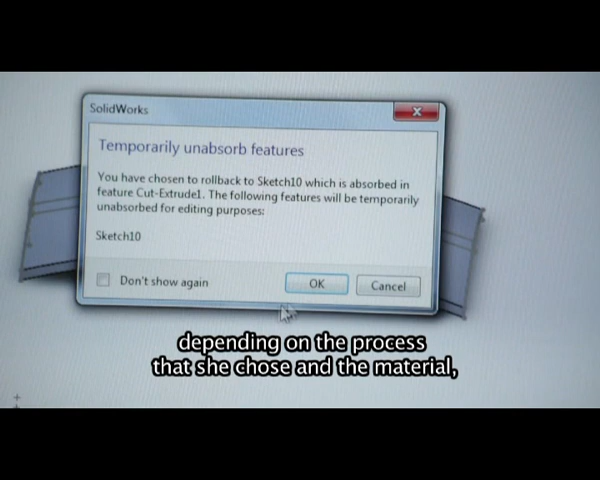 SolidWorks
Temporarily unabsorb features
You have chosen to rollback to Sketch10 which is absorbed in
feature Cut-Extrude1. The following features will be temporarily
unabsorbed for editing purposes:
Sketch10
Don't show again
OK
Cancel
depending on the process
that she chose and the material,